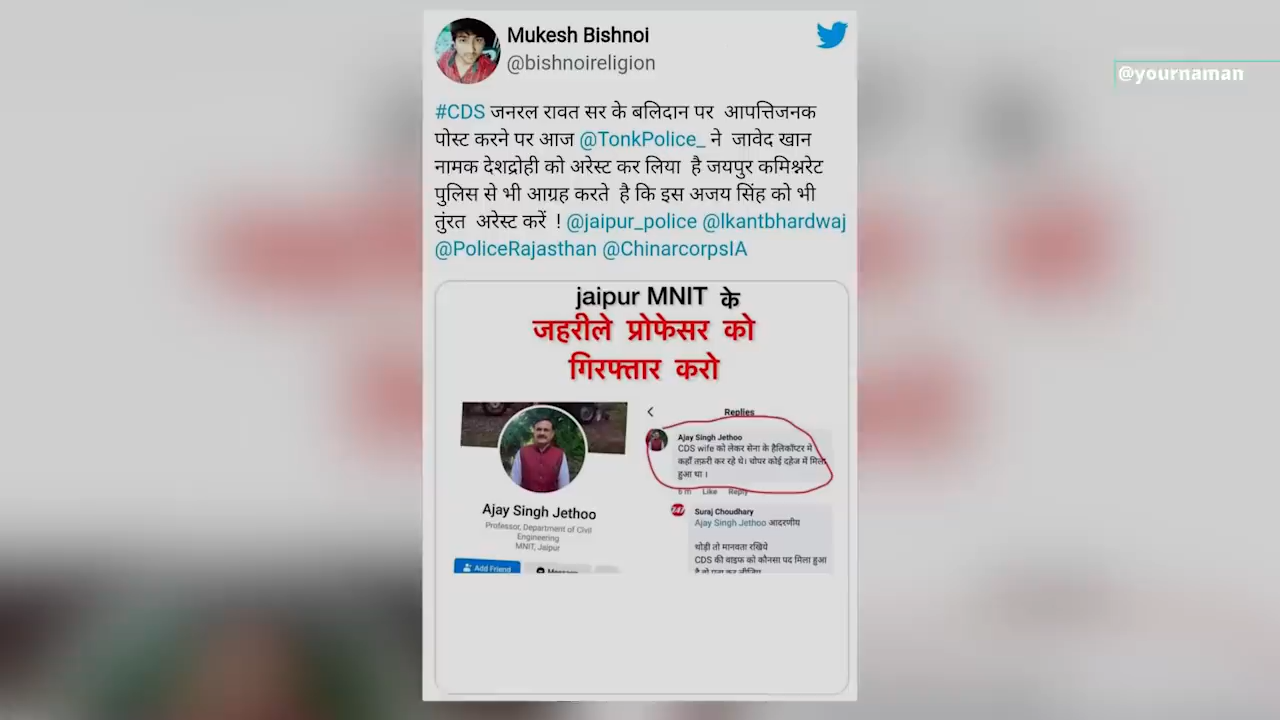 Mukesh Bishnoi
@bishnoireligion
@yournaman
#CDS जनरल रावत सर के बलिदान पर आपत्तिजनक
पोस्ट करने पर आज @TonkPolice_ ने जावेद खान
नामक देशद्रोही को अरेस्ट कर लिया है जयपुर कमिश्नरेट
पुलिस से भी आग्रह करते है कि इस अजय सिंह को भी
तुंरत अरेस्ट करें ! @jaipur_police @lkantbhardwaj
@PoliceRajasthan @ChinarcorpsIA
jaipur MNIT के
जहरीले प्रोफेसर को
गिरफ्तार करो
Ajay Singh Jethoo
Professor, Department of Civil
Engineering
MNIT, Jaipur
Add Friend
Message
Replies
Ajay Singh Jethoo
CDS wife को लेकर सेना के हैलिकॉप्टर मे
कहाँ तफ़री कर रहे थे। चोपर कोई दहेज में मिला
हुआ था ।
6 m Like Reply
Suraj Choudhary
Ajay Singh Jethoo आदरणीय
थोड़ी तो मानवता रखिये
CDS की वाइफ को कौनसा पद मिला हुआ